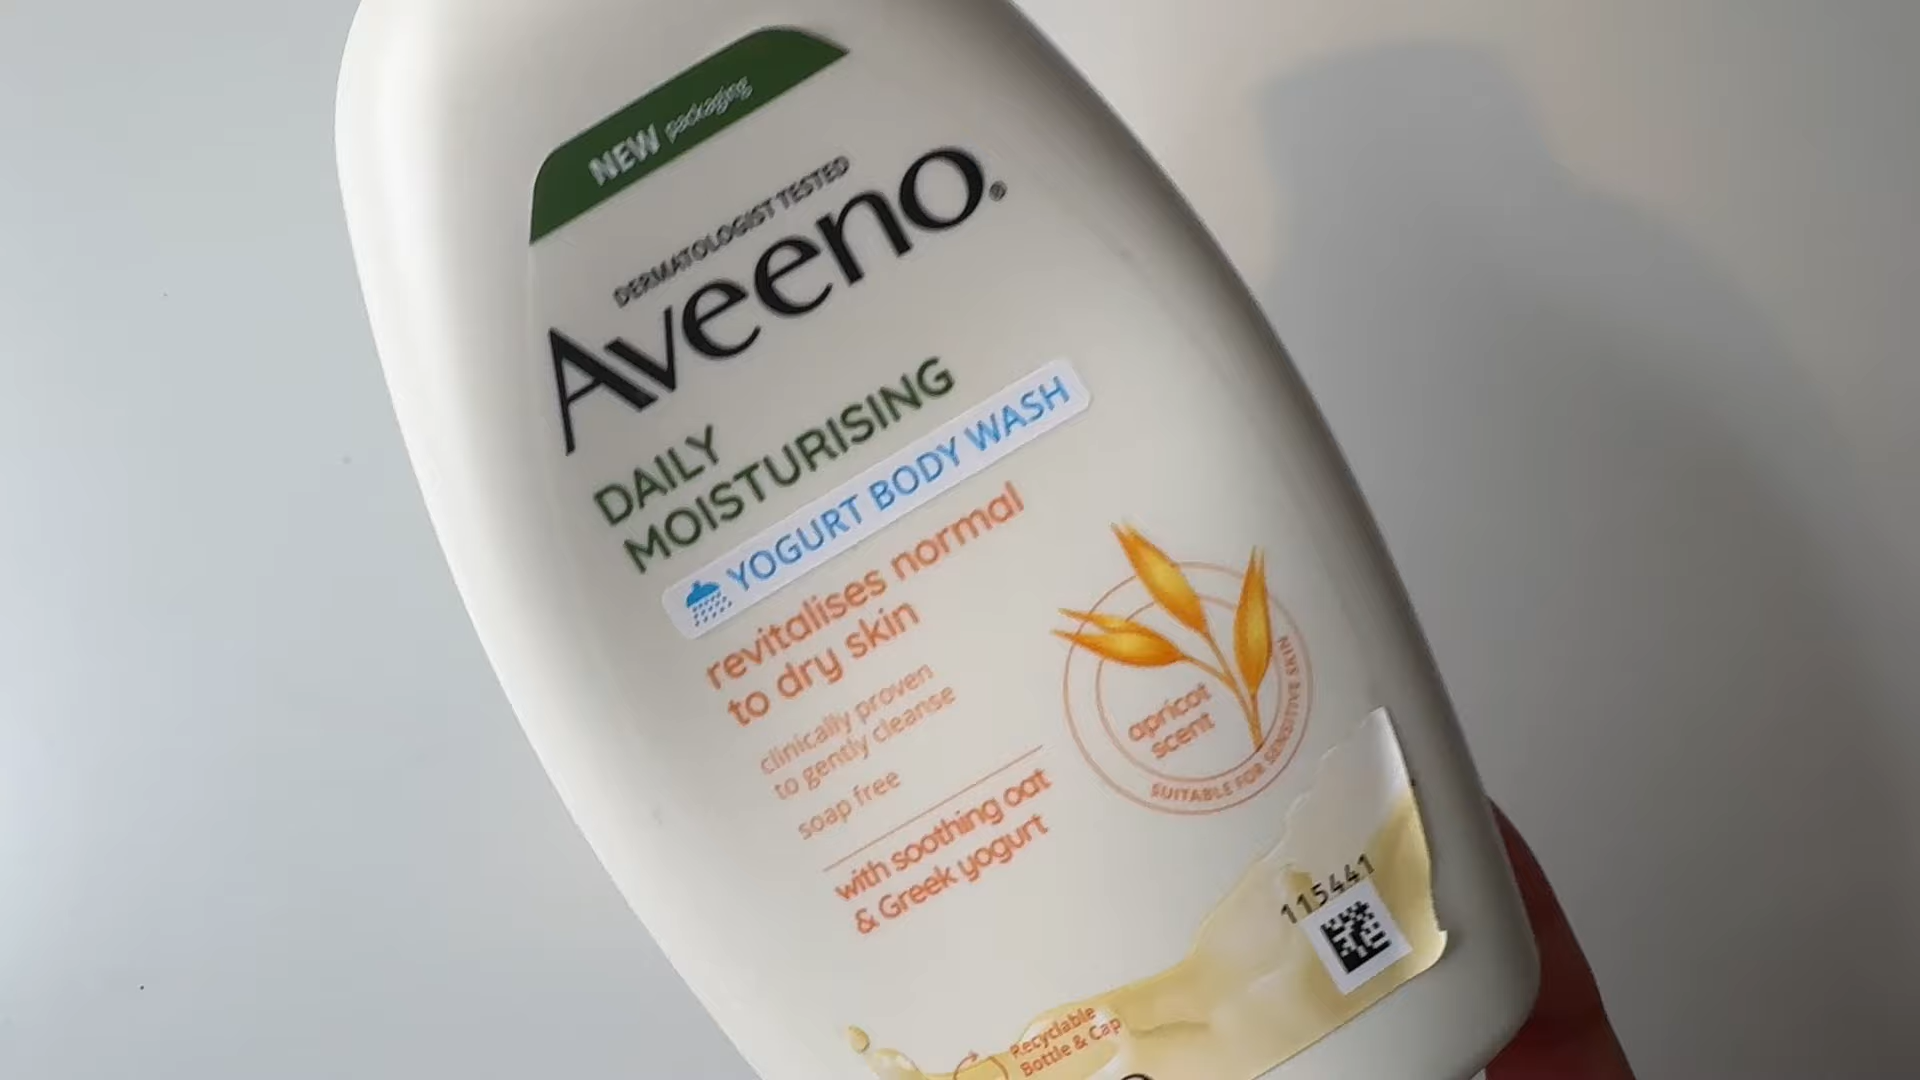 NEW packaging
DERMATOLOGIST TESTED
Aveeno®
DAILY
MOISTURISING
YOGURT BODY WASH
revitalises normal
to dry skin
clinically proven
to gently cleanse
soap free
with soothing oat
& Greek yogurt
apricot
scent
SUITABLE FOR SENSITIVE SKIN
115441
Recyclable
Bottle & Cap